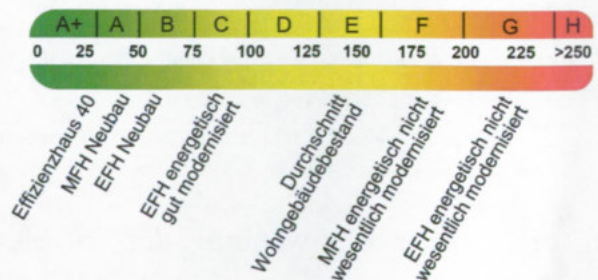 A+ A B C D E F G H
0 25 50 75 100 125 150 175 200 225 >250
Effizienzhaus 40
MFH Neubau
EFH Neubau
EFH energetisch
gut modernisiert
Durchschnitt
Wohngebäudebestand
MFH energetisch nicht
wesentlich modernisiert
EFH energetisch nicht
wesentlich modernisiert